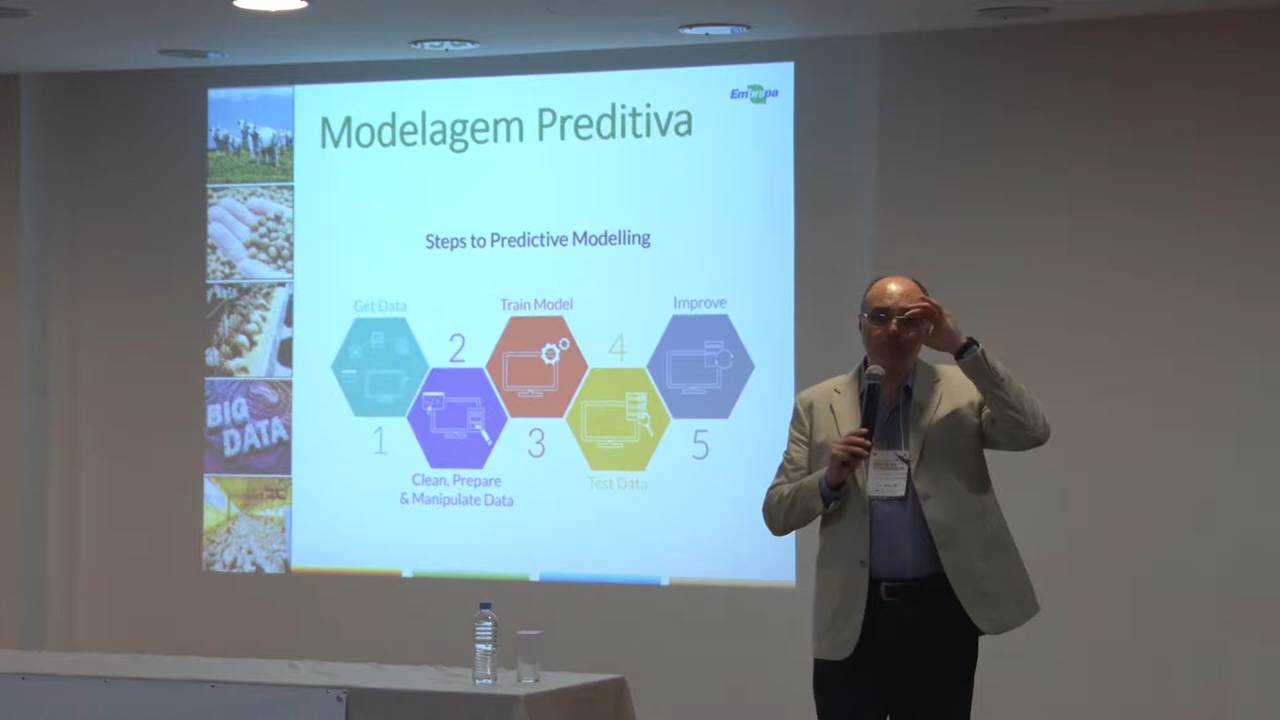 Embrapa
Modelagem Preditiva
Steps to Predictive Modelling
Get Data
Train Model
Improve
2
4
1
3
5
Clean, Prepare
& Manipulate Data
Test Data
BIG
DATA